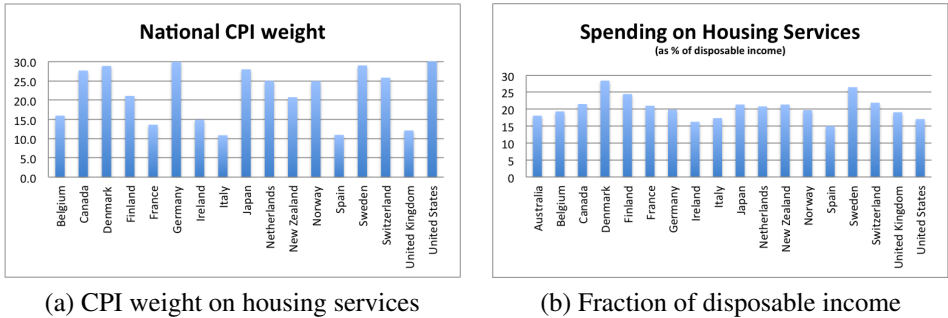 National CPI weight
30.0
25.0
20.0
15.0
10.0
5.0
0.0
Belgium
Canada
Denmark
Finland
France
Germany
Ireland
Italy
Japan
Netherlands
New Zealand
Norway
Spain
Sweden
Switzerland
United Kingdom
United States
(a) CPI weight on housing services
Spending on Housing Services
(as % of disposable income)
30
25
20
15
10
5
0
Australia
Belgium
Canada
Denmark
Finland
France
Germany
Ireland
Italy
Japan
Netherlands
New Zealand
Norway
Spain
Sweden
Switzerland
United Kingdom
United States
(b) Fraction of disposable income